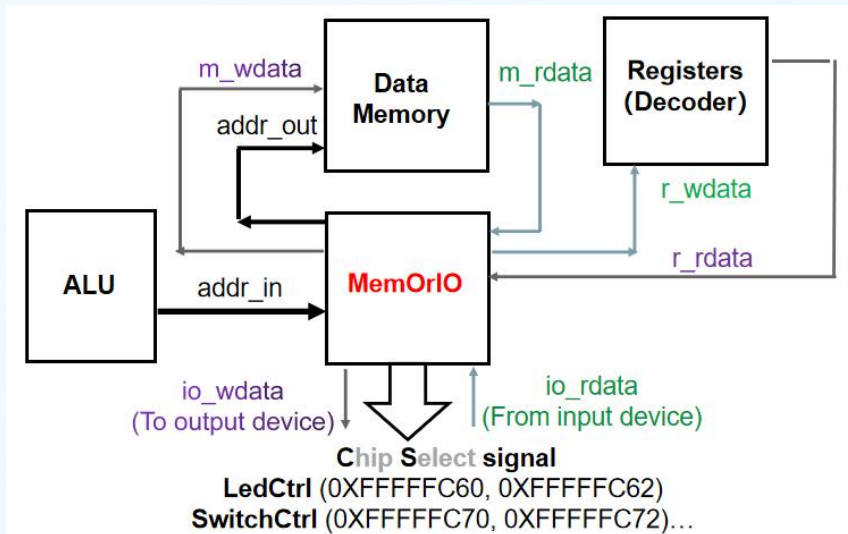 m_wdata
Data
Memory
m_rdata
Registers
(Decoder)
addr_out
r_wdata
ALU
addr_in
MemOrIO
r_rdata
io_wdata
(To output device)
io_rdata
(From input device)
Chip Select signal
LedCtrl (0XFFFFFC60, 0XFFFFFC62)
SwitchCtrl (0XFFFFFC70, 0XFFFFFC72)…